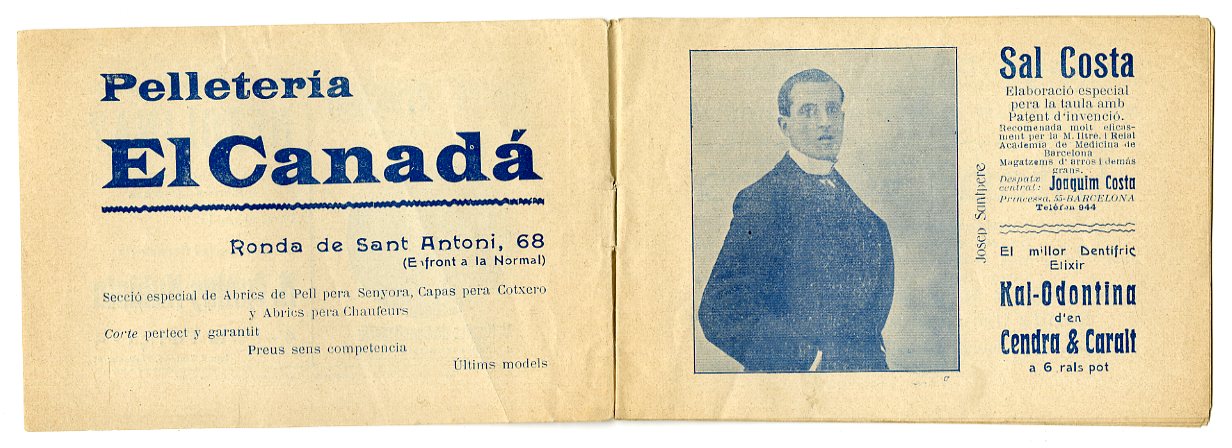 Pelletería
El Canadá
Ronda de Sant Antoni, 68
(Enfront a la Normal)
Secció especial de Abrics de Pell pera Senyora, Capas pera Cotxero
y Abrics pera Chaufeurs
Corte perfect y garantit
Preus sens competencia
Últims models
Josep Santpere
Sal Costa
Elaboració especial
pera la taula amb
Patent d'invenció.
Recomenada molt eficas-
ment per la M. Iltre. i Reial
Academia de Medicina de
Barcelona
Magatzems d'arros i demás
grans.
Despatx
central: Joaquim Costa
Princessa, 55-BARCELONA
Telèfon 944
El millor Dentifric
Elixir
Kal-Odontina
d'en
Cendra & Caralt
a 6 rals pot